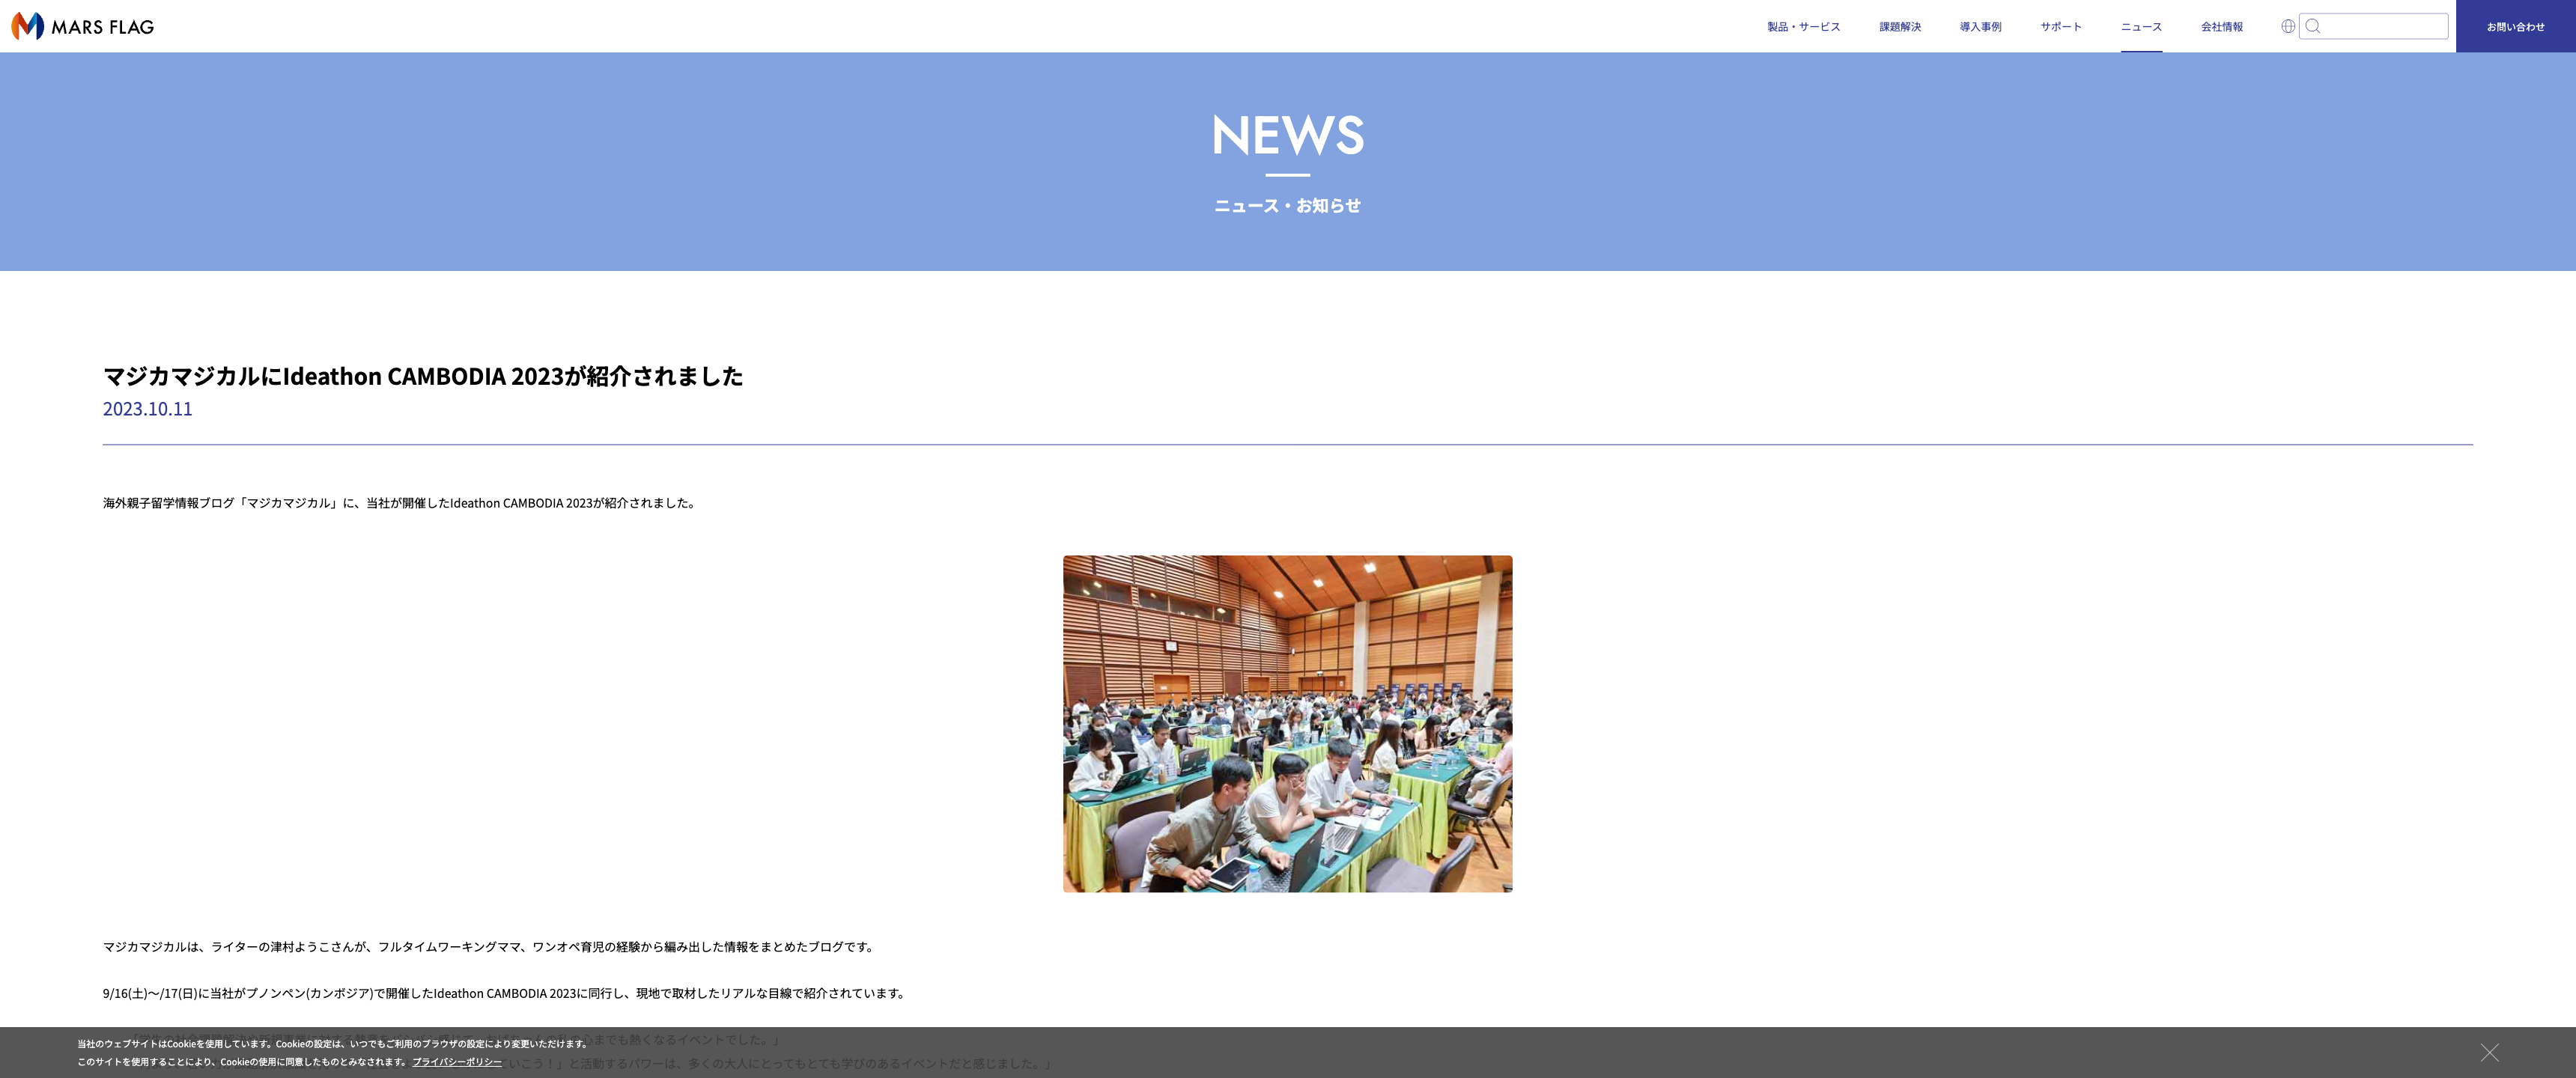 MARS FLAG
製品・サービス
課題解決
導入事例
サポート
ニュース
会社情報
お問い合わせ
NEWS
ニュース・お知らせ
マジカマジカルにIdeathon CAMBODIA 2023が紹介されました
2023.10.11
海外親子留学情報ブログ「マジカマジカル」に、当社が開催したIdeathon CAMBODIA 2023が紹介されました。
マジカマジカルは、ライターの津村ようこさんが、フルタイムワーキングママ、ワンオペ育児の経験から編み出した情報をまとめたブログです。
9/16(土)～/17(日)に当社がプノンペン(カンボジア)で開催したIdeathon CAMBODIA 2023に同行し、現地で取材したリアルな目線で紹介されています。
心までも熱くなるイベントでした。」
当社のウェブサイトはCookieを使用しています。Cookieの設定は、いつでもご利用のブラウザの設定により変更いただけます。
このサイトを使用することにより、Cookieの使用に同意したものとみなされます。 プライバシーポリシー
ていこう！」と活動するパワーは、多くの大人にとってもとても学びのあるイベントだと感じました。」